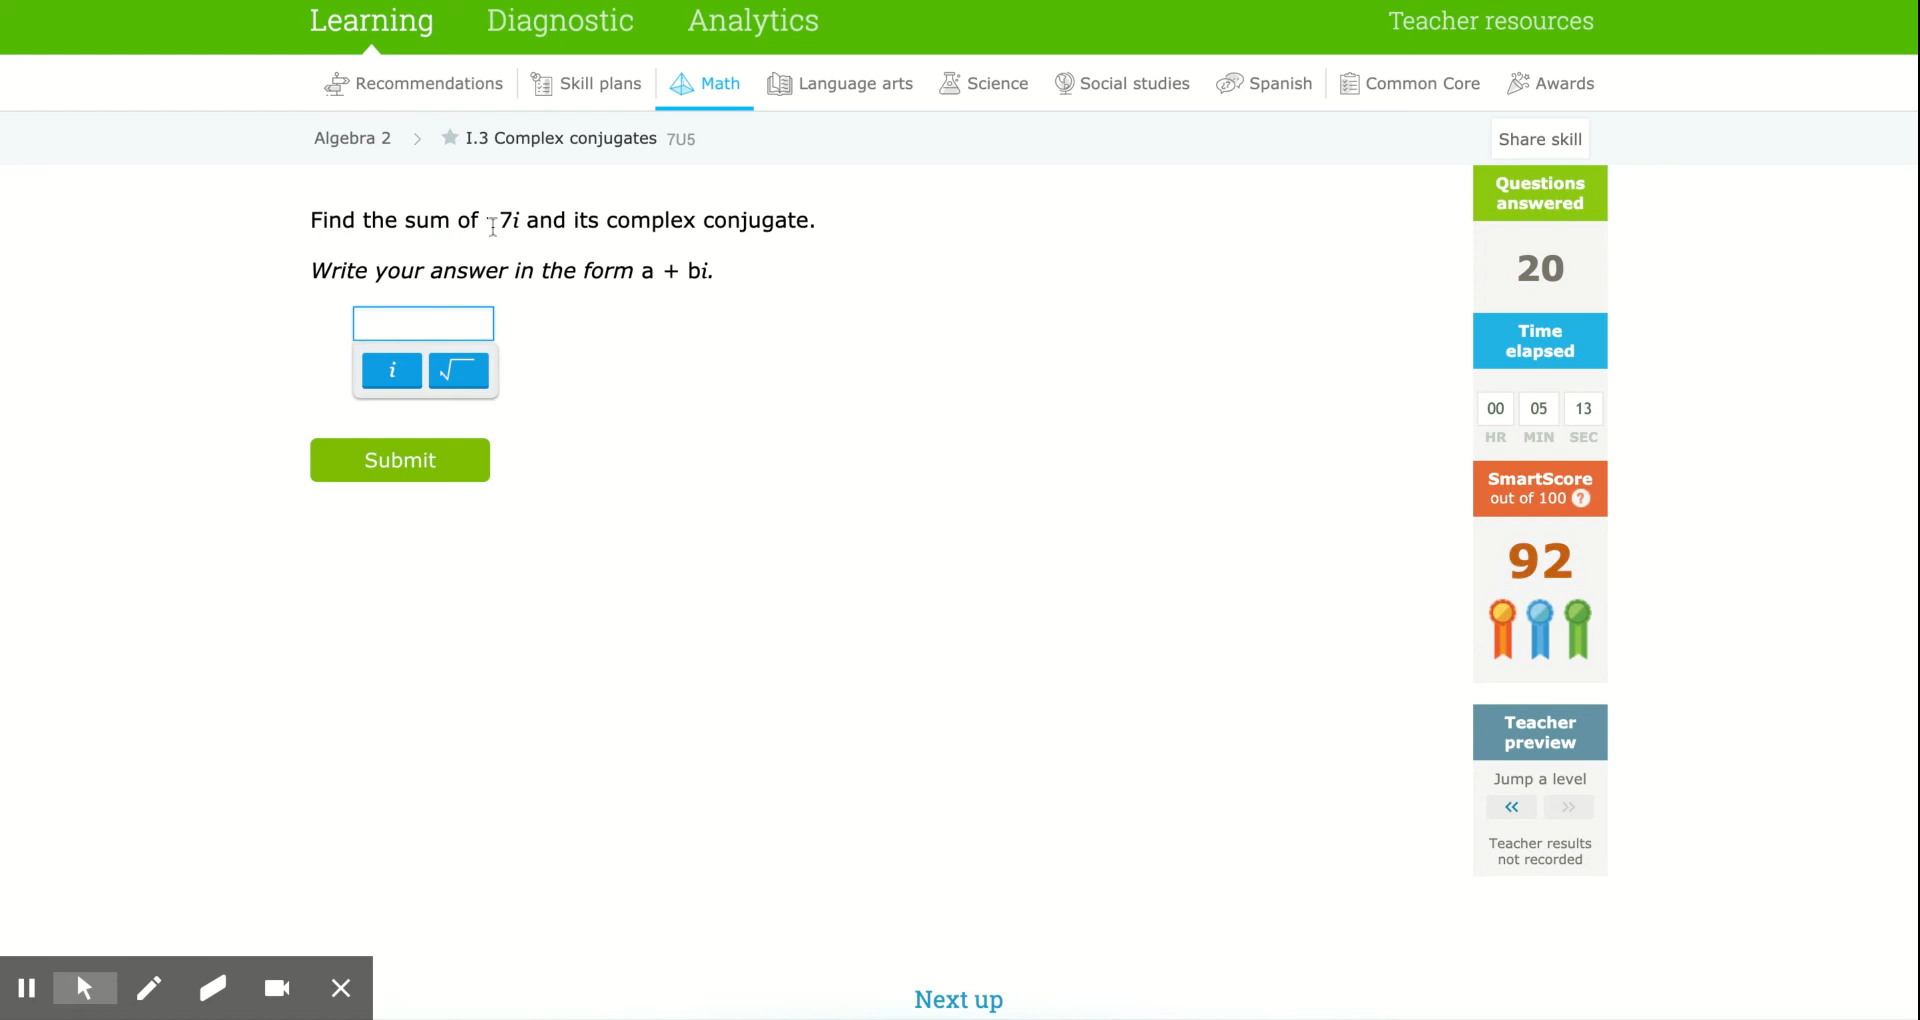 Learning Diagnostic Analytics Teacher resources
Recommendations Skill plans Math Language arts Science Social studies Spanish Common Core Awards
Algebra 2 > I.3 Complex conjugates 7U5 Share skill
Find the sum of -7i and its complex conjugate.
Write your answer in the form a + bi.
i √
Submit
Questions
answered
20
Time
elapsed
00 05 13
HR MIN SEC
SmartScore
out of 100 ?
92
Teacher
preview
Jump a level
« »
Teacher results
not recorded
Next up